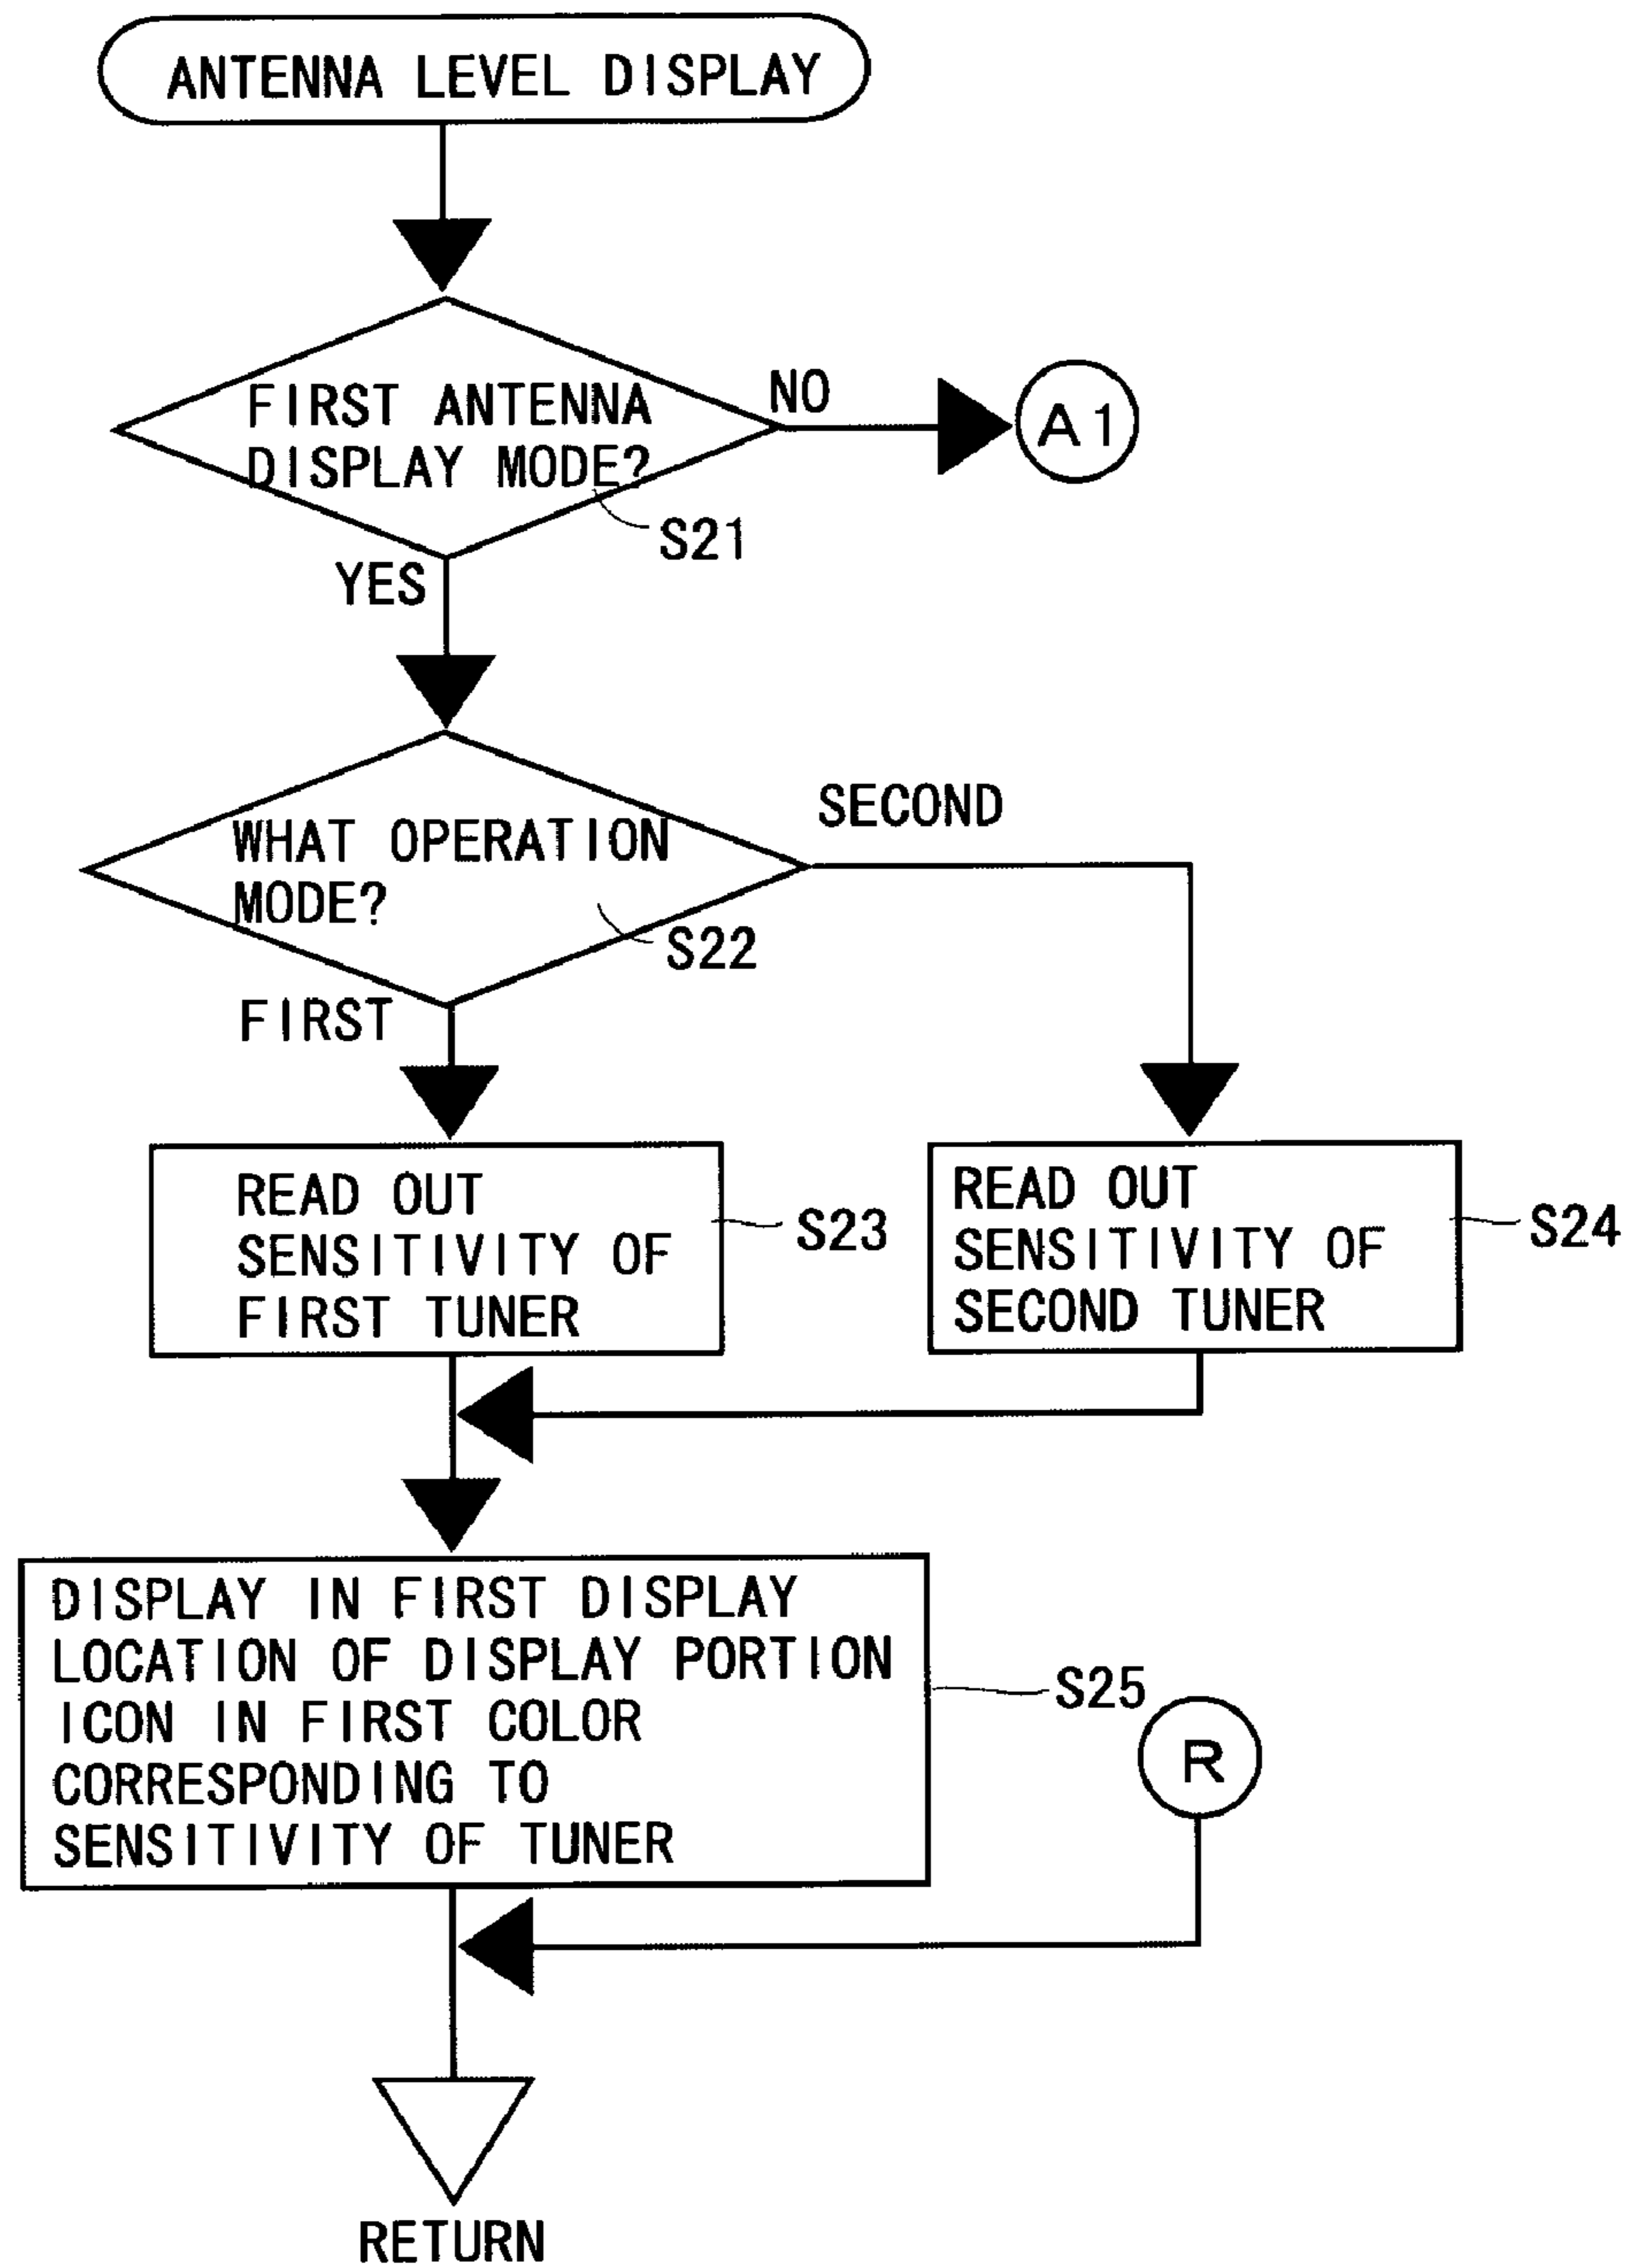 ANTENNA LEVEL DISPLAY
FIRST ANTENNA
DISPLAY MODE?
NO
A1
S21
YES
WHAT OPERATION
MODE?
SECOND
S22
FIRST
READ OUT
SENSITIVITY OF
FIRST TUNER
S23
READ OUT
SENSITIVITY OF
SECOND TUNER
S24
DISPLAY IN FIRST DISPLAY
LOCATION OF DISPLAY PORTION
ICON IN FIRST COLOR
CORRESPONDING TO
SENSITIVITY OF TUNER
S25
R
RETURN